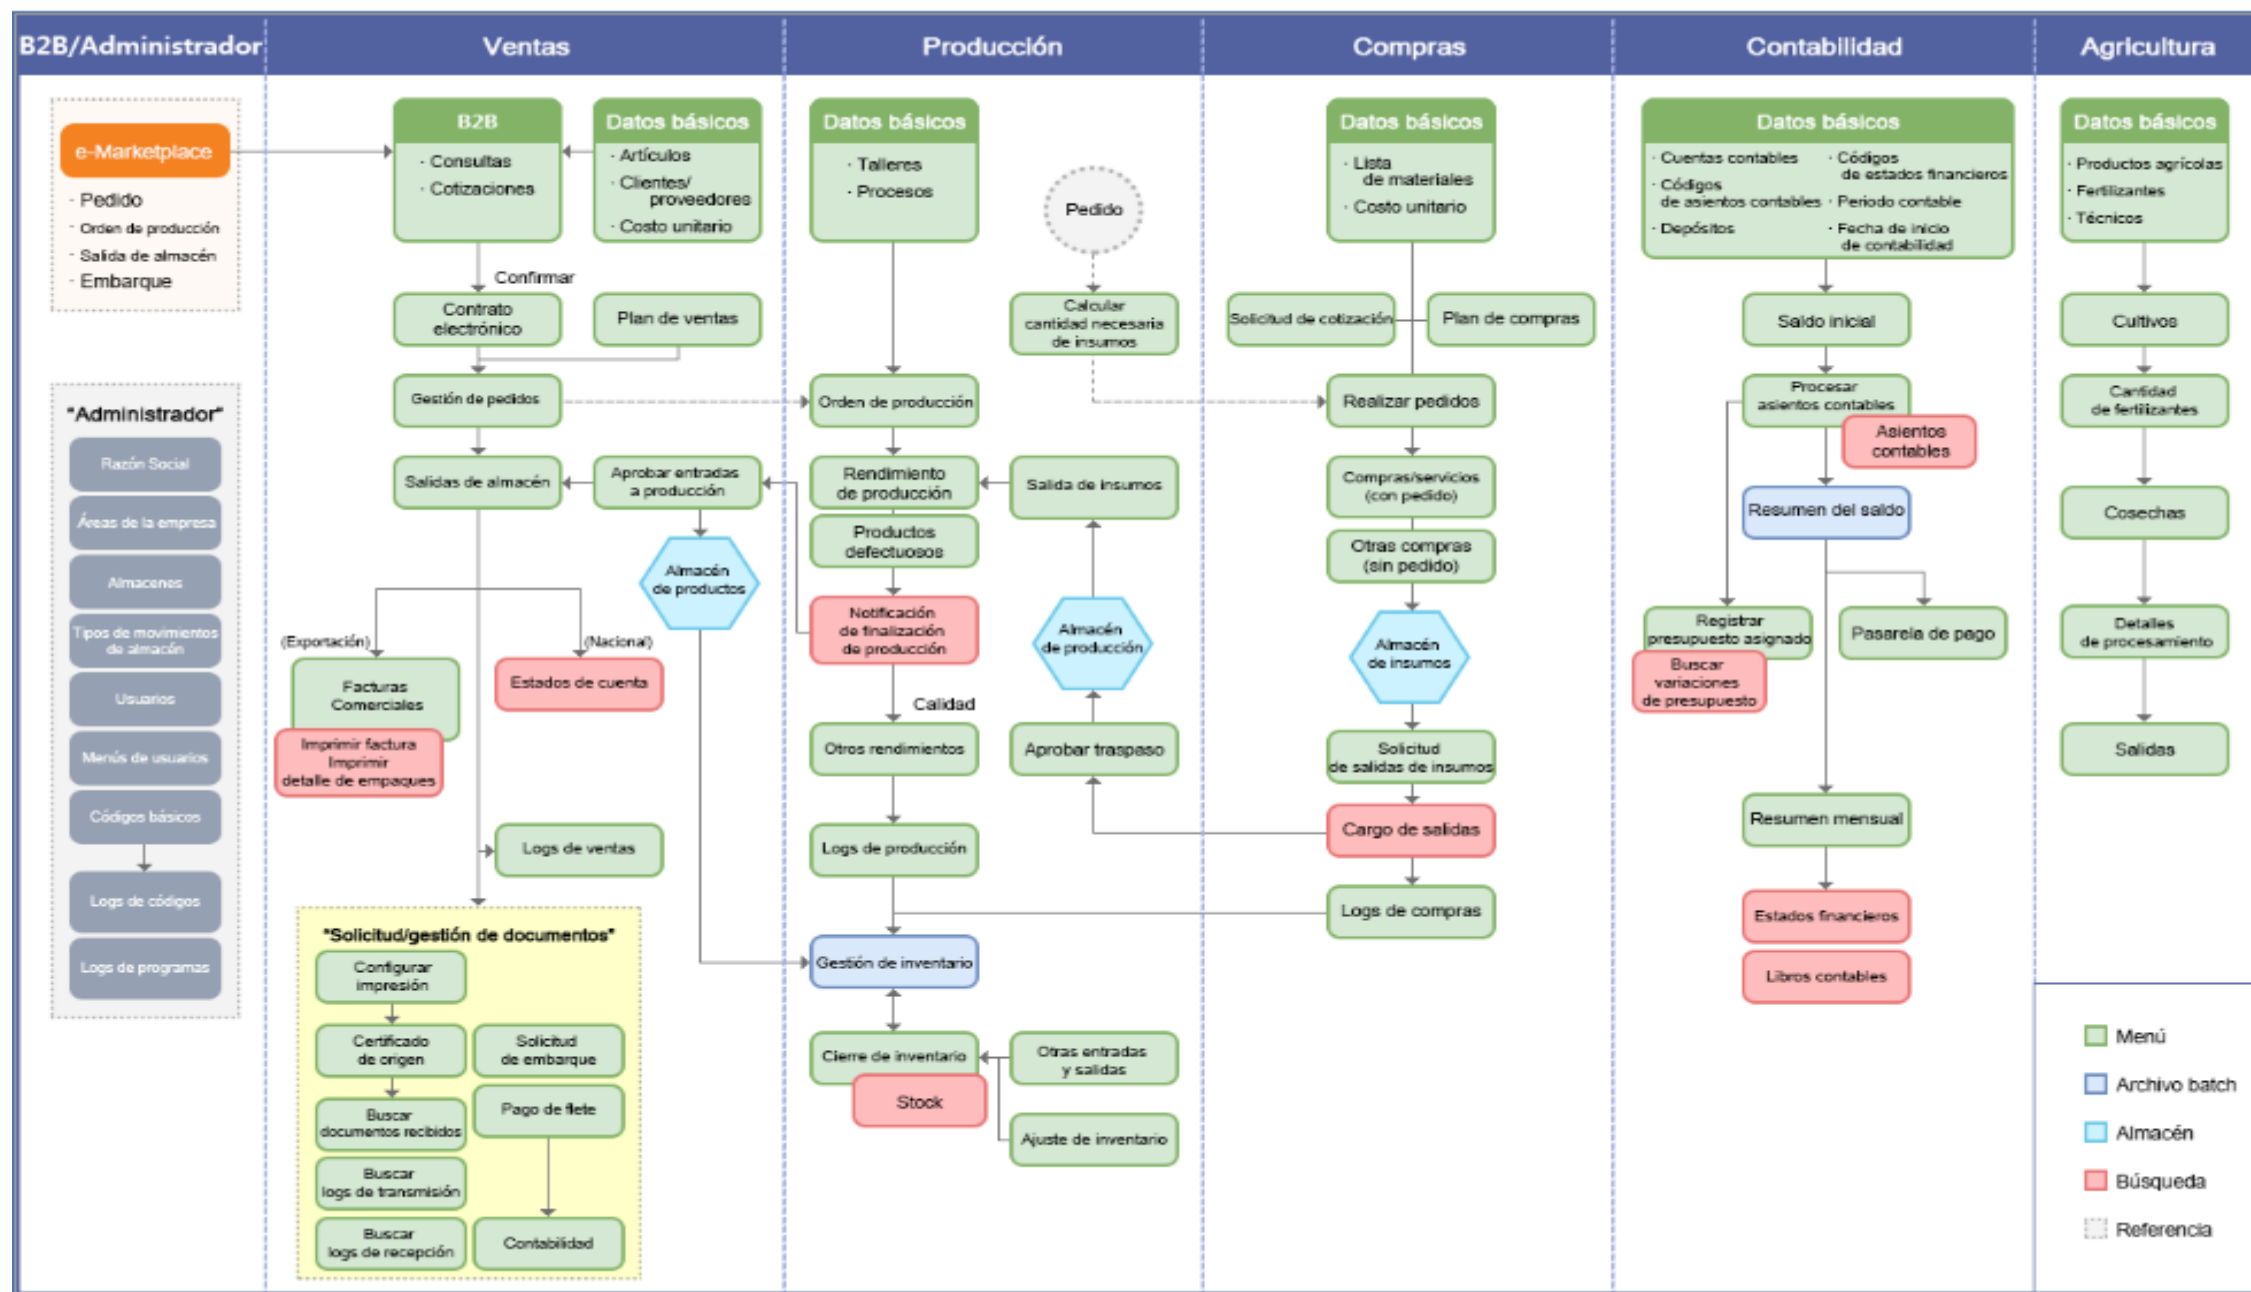 B2B/Administrador
Ventas
Producción
Compras
Contabilidad
Agricultura
e-Marketplace
- Pedido
- Orden de producción
- Salida de almacén
- Embarque
"Administrador"
Razón Social
Áreas de la empresa
Almacenes
Tipos de movimientos
de almacén
Usuarios
Menús de usuarios
Códigos básicos
Logs de códigos
Logs de programas
B2B
· Consultas
· Cotizaciones
Datos básicos
· Artículos
· Clientes/
proveedores
· Costo unitario
Confirmar
Contrato
electrónico
Plan de ventas
Gestión de pedidos
Salidas de almacén
Aprobar entradas
a producción
Almacén
de productos
(Exportación)
(Nacional)
Facturas
Comerciales
Imprimir factura
Imprimir
detalle de empaques
Estados de cuenta
Logs de ventas
"Solicitud/gestión de documentos"
Configurar
impresión
Certificado
de origen
Solicitud
de embarque
Buscar
documentos recibidos
Pago de flete
Buscar
logs de transmisión
Buscar
logs de recepción
Contabilidad
Datos básicos
· Talleres
· Procesos
Pedido
Calcular
cantidad necesaria
de insumos
Orden de producción
Rendimiento
de producción
Salida de insumos
Productos
defectuosos
Notificación
de finalización
de producción
Almacén
de producción
Calidad
Otros rendimientos
Aprobar traspaso
Logs de producción
Gestión de inventario
Cierre de inventario
Stock
Otras entradas
y salidas
Ajuste de inventario
Datos básicos
· Lista
de materiales
· Costo unitario
Solicitud de cotización
Plan de compras
Realizar pedidos
Compras/servicios
(con pedido)
Otras compras
(sin pedido)
Almacén
de insumos
Solicitud
de salidas de insumos
Cargo de salidas
Logs de compras
Datos básicos
· Cuentas contables
· Códigos
de asientos contables
· Depósitos
· Códigos
de estados financieros
· Periodo contable
· Fecha de inicio
de contabilidad
Saldo inicial
Procesar
asientos contables
Asientos
contables
Resumen del saldo
Registrar
presupuesto asignado
Buscar
variaciones
de presupuesto
Pasarela de pago
Resumen mensual
Estados financieros
Libros contables
Datos básicos
· Productos agrícolas
· Fertilizantes
· Técnicos
Cultivos
Cantidad
de fertilizantes
Cosechas
Detalles
de procesamiento
Salidas
Menú
Archivo batch
Almacén
Búsqueda
Referencia